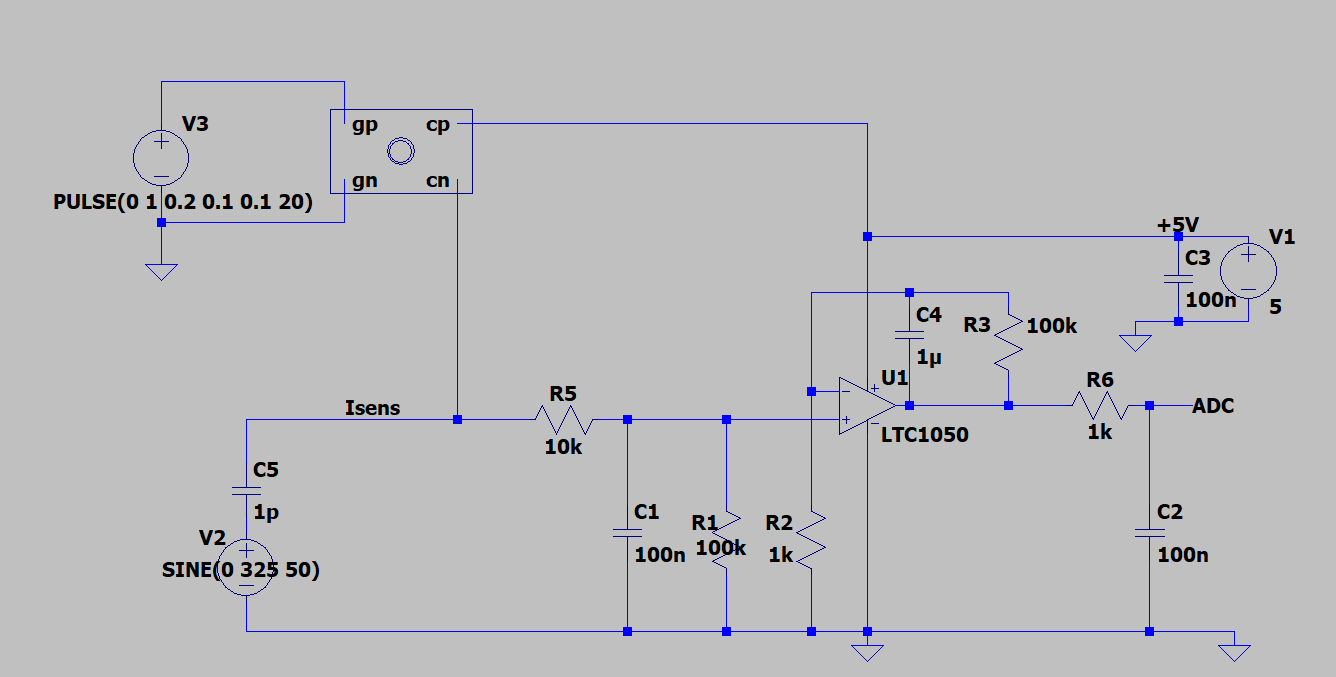 V3
gp cp
gn cn
PULSE(0 1 0.2 0.1 0.1 20)
+5V
V1
C3
100n
5
C4
1µ
R3
100k
U1
LTC1050
R6
1k
ADC
Isens
R5
10k
C5
1p
V2
SINE(0 325 50)
C1
100n
R1
100k
R2
1k
C2
100n